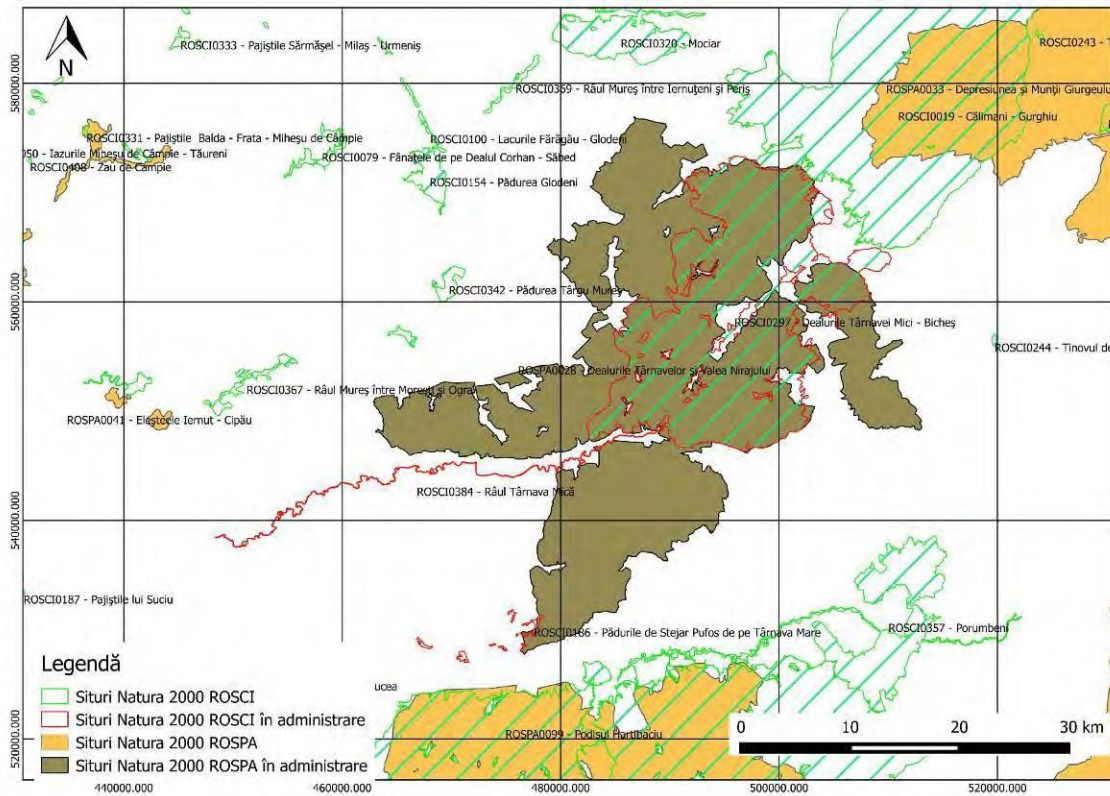 N
ROSCI0333 - Pajiștile Sărmășel - Milaș - Urmeniș
ROSCI0320 - Mociar
ROSCI0243 - T
ROSCI0369 - Râul Mureș între Iernuțeni și Periș
ROSPA0033 - Depresiunea și Munții Giurgeului
ROSCI0019 - Călimani - Gurghiu
ROSCI0331 - Pajiștile Balda - Frata - Miheșu de Câmpie
ROSCI0100 - Lacurile Fărăgău - Glodeni
050 - Iazurile Miheșu de Câmpie - Tăureni
ROSCI0079 - Fânațele de pe Dealul Corhan - Săbed
ROSCI0408 - Zau de Campie
ROSCI0154 - Pădurea Glodeni
ROSCI0342 - Pădurea Târgu Mureș
ROSCI0297 - Dealurile Târnavei Mici - Bicheș
ROSCI0244 - Tinovul de
ROSPA0028 - Dealurile Târnavelor și Valea Nirajului
ROSCI0367 - Râul Mureș între Morești și Ogra
ROSPA0041 - Eleșteele Iernut - Cipău
ROSCI0384 - Râul Târnava Mică
ROSCI0187 - Pajiștile lui Suciu
ROSCI0186 - Pădurile de Stejar Pufos de pe Târnava Mare
ROSCI0357 - Porumbeni
ucea
ROSPA0099 - Podișul Hârtibaciu
Legendă
Situri Natura 2000 ROSCI
Situri Natura 2000 ROSCI în administrare
Situri Natura 2000 ROSPA
Situri Natura 2000 ROSPA în administrare
0 10 20 30 km
580000.000
560000.000
540000.000
520000.000
440000.000 460000.000 480000.000 500000.000 520000.000